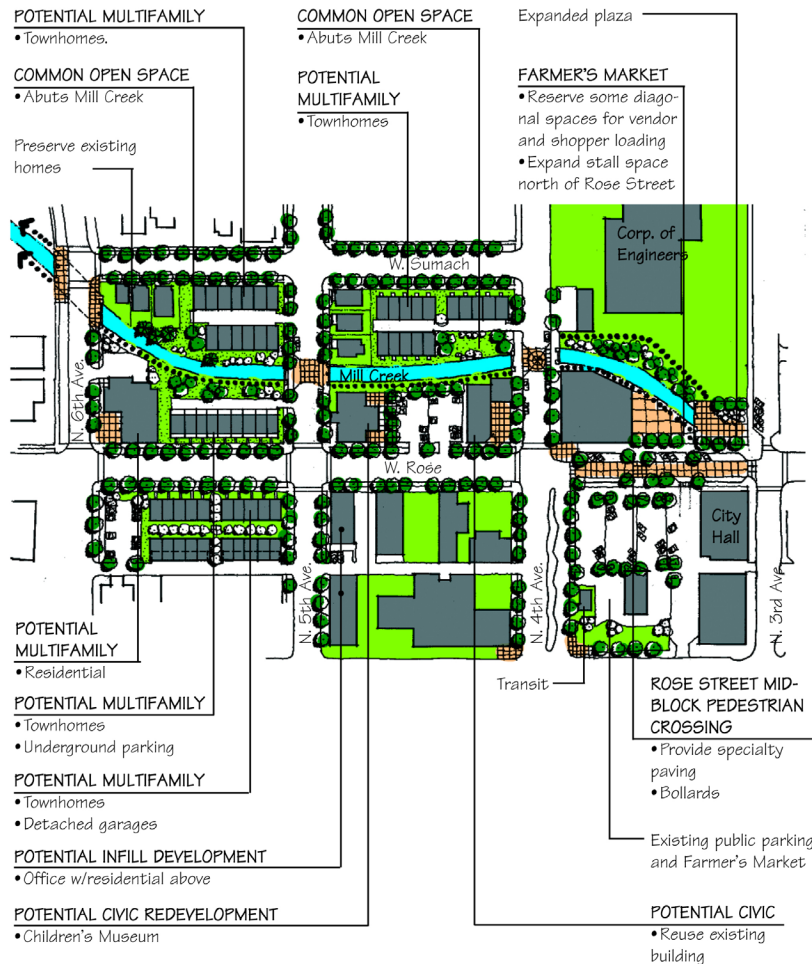 POTENTIAL MULTIFAMILY
• Townhomes.
COMMON OPEN SPACE
• Abuts Mill Creek
Preserve existing
homes
COMMON OPEN SPACE
• Abuts Mill Creek
POTENTIAL
MULTIFAMILY
• Townhomes
Expanded plaza
FARMER'S MARKET
• Reserve some diago-
nal spaces for vendor
and shopper loading
• Expand stall space
north of Rose Street
Corp. of
Engineers
W. Sumach
N. 6th Ave.
Mill Creek
W. Rose
City
Hall
N. 5th Ave.
N. 4th Ave.
N. 3rd Ave
Transit
POTENTIAL
MULTIFAMILY
• Residential
POTENTIAL MULTIFAMILY
• Townhomes
• Underground parking
POTENTIAL MULTIFAMILY
• Townhomes
• Detached garages
POTENTIAL INFILL DEVELOPMENT
• Office w/residential above
POTENTIAL CIVIC REDEVELOPMENT
• Children's Museum
ROSE STREET MID-
BLOCK PEDESTRIAN
CROSSING
• Provide specialty
paving
• Bollards
Existing public parking
and Farmer's Market
POTENTIAL CIVIC
• Reuse existing
building